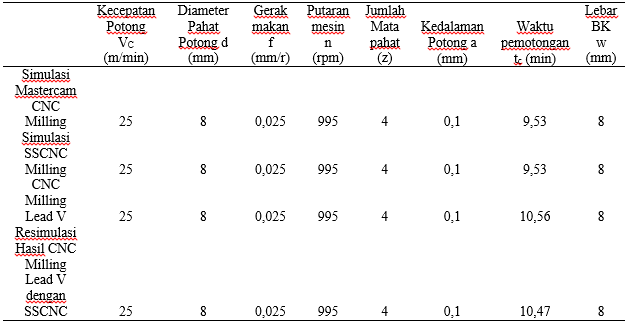 Kecepatan Diameter Gerak Putaran Jumlah Lebar
Potong Pahat makan mesin Mata Kedalaman Waktu BK
Vc Potong d f n pahat Potong a pemotongan w
(m/min) (mm) (mm/r) (rpm) (z) (mm) tc (min) (mm)
Simulasi
Mastercam
CNC
Milling 25 8 0,025 995 4 0,1 9,53 8
Simulasi
SSCNC
Milling 25 8 0,025 995 4 0,1 9,53 8
CNC
Milling
Lead V 25 8 0,025 995 4 0,1 10,56 8
Resimulasi
Hasil CNC
Milling
Lead V
dengan
SSCNC 25 8 0,025 995 4 0,1 10,47 8